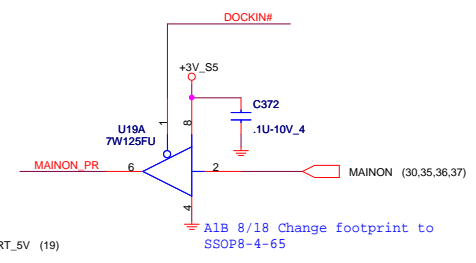 DOCKIN#
+3V_S5
1
8
C372
U19A
7W125FU
.1U-10V_4
MAINON_PR
6
2
MAINON (30,35,36,37)
4
A1B 8/18 Change footprint to
SSOP8-4-65
RT_5V (19)